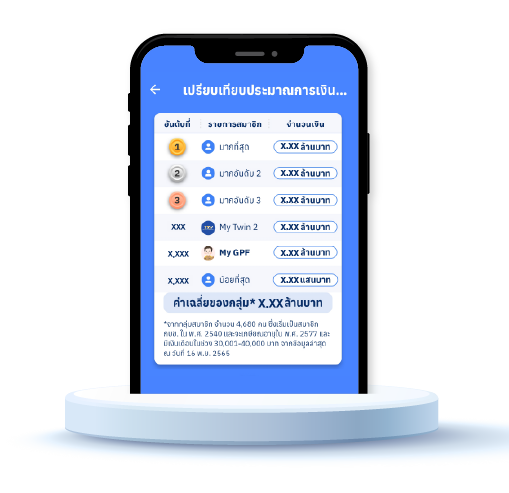 เปรียบเทียบประมาณการเงิน...
อันดับที่ รายการสมาชิก จำนวนเงิน
1 มากที่สุด X.XX ล้านบาท
2 มากอันดับ 2 X.XX ล้านบาท
3 มากอันดับ 3 X.XX ล้านบาท
XXX My Twin 2 X.XX ล้านบาท
X,XXX My GPF X.XX ล้านบาท
X,XXX น้อยที่สุด X.XX แสนบาท
ค่าเฉลี่ยของกลุ่ม* X.XX ล้านบาท
*จากกลุ่มสมาชิก จำนวน 4,680 คน ซึ่งเริ่มเป็นสมาชิก
กบข. ใน พ.ศ. 2540 และจะเกษียณอายุใน พ.ศ. 2577 และ
มีเงินเดือนในช่วง 30,001-40,000 บาท จากข้อมูลล่าสุด
ณ วันที่ 16 พ.ย. 2565